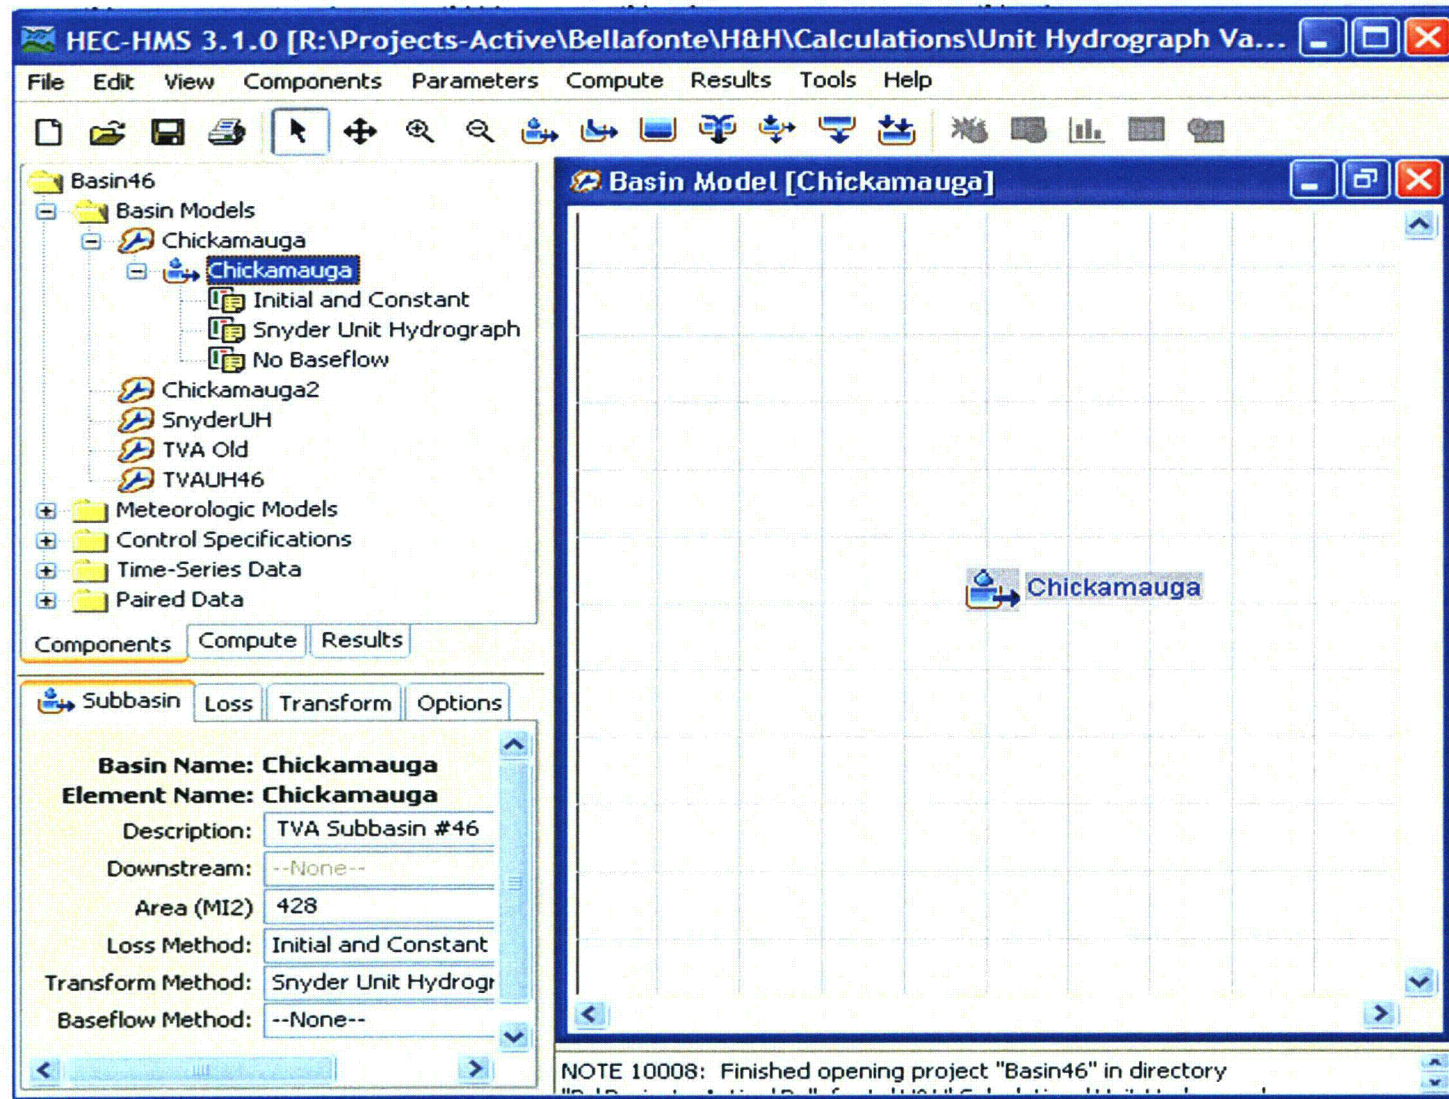 HEC-HMS 3.1.0 [R:\Projects-Active\Bellafonte\H&H\Calculations\Unit Hydrograph Va...
File Edit View Components Parameters Compute Results Tools Help
Basin46
Basin Models
Chickamauga
Chickamauga
Initial and Constant
Snyder Unit Hydrograph
No Baseflow
Chickamauga2
SnyderUH
TVA Old
TVAUH46
Meteorologic Models
Control Specifications
Time-Series Data
Paired Data
Components Compute Results
Subbasin Loss Transform Options
Basin Name: Chickamauga
Element Name: Chickamauga
Description: TVA Subbasin #46
Downstream: --None--
Area (MI2) 428
Loss Method: Initial and Constant
Transform Method: Snyder Unit Hydrogr
Baseflow Method: --None--
Basin Model [Chickamauga]
Chickamauga
NOTE 10008: Finished opening project "Basin46" in directory